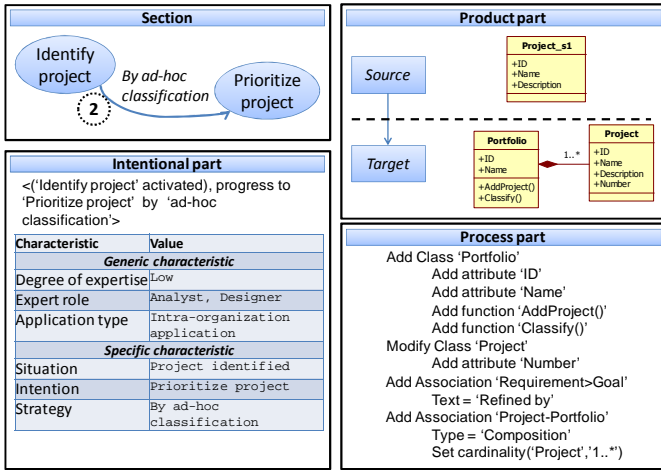 Section
Identify
project
By ad-hoc
classification
Prioritize
project
2
Intentional part
<('Identify project' activated), progress to
'Prioritize project' by 'ad-hoc
classification'>
Characteristic Value
Generic characteristic
Degree of expertise Low
Expert role Analyst, Designer
Application type Intra-organization
application
Specific characteristic
Situation Project identified
Intention Prioritize project
Strategy By ad-hoc
classification
Product part
Source
Project_s1
+ID
+Name
+Description
Target
Portfolio
+ID
+Name
+AddProject()
+Classify()
1..*
Project
+ID
+Name
+Description
+Number
Process part
Add Class 'Portfolio'
Add attribute 'ID'
Add attribute 'Name'
Add function 'AddProject()'
Add function 'Classify()'
Modify Class 'Project'
Add attribute 'Number'
Add Association 'Requirement>Goal'
Text = 'Refined by'
Add Association 'Project-Portfolio'
Type = 'Composition'
Set cardinality('Project','1..*')